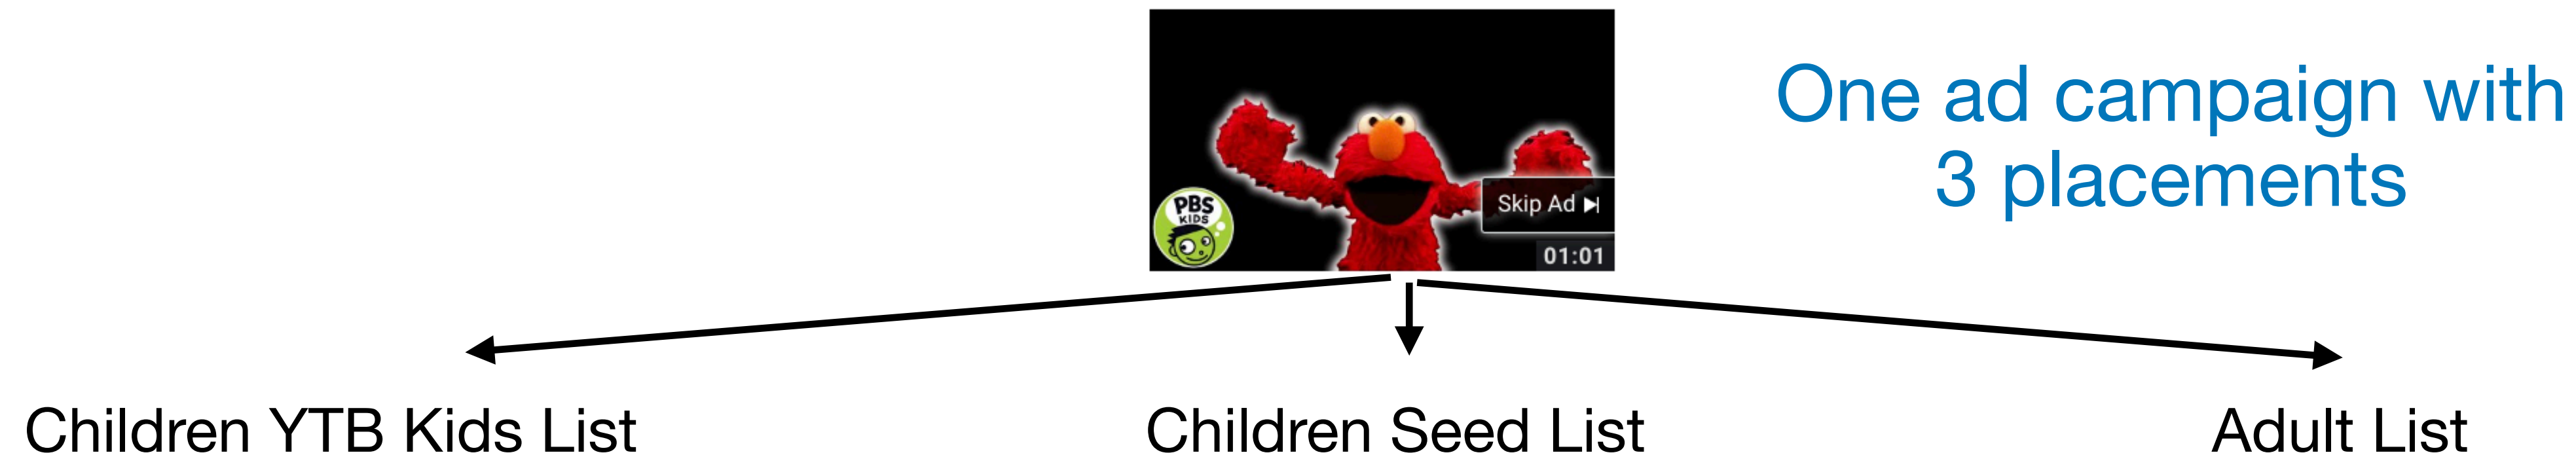 One ad campaign with
3 placements
PBS
KIDS
Skip Ad
01:01
Children YTB Kids List
Children Seed List
Adult List